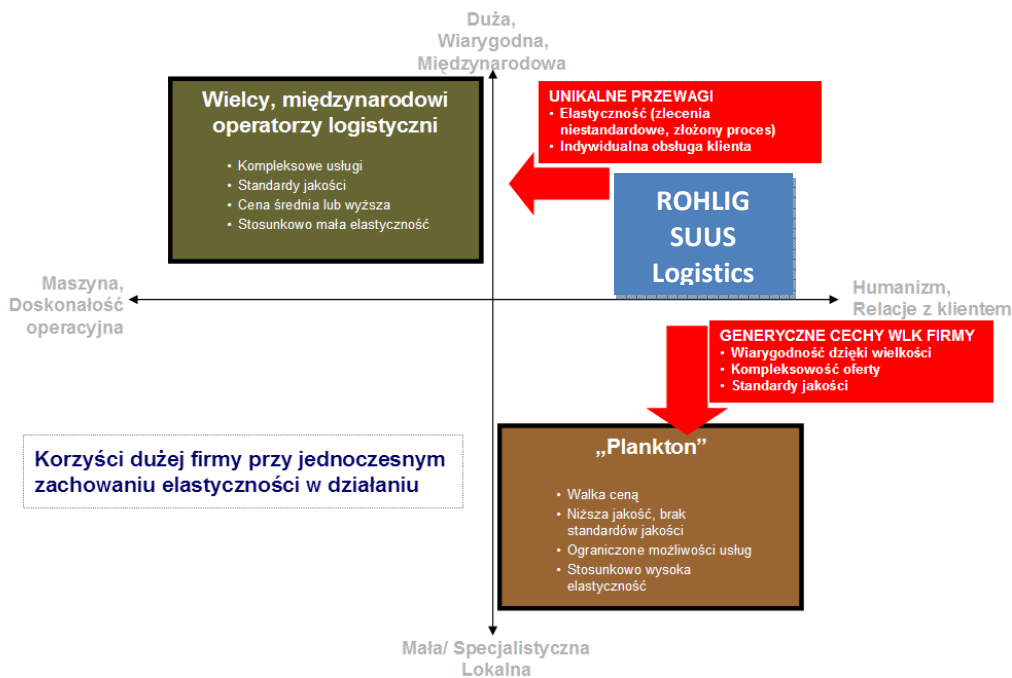 Duża,
Wiarygodna,
Międzynarodowa
Wielcy, międzynarodowi
operatorzy logistyczni
• Kompleksowe usługi
• Standardy jakości
• Cena średnia lub wyższa
• Stosunkowo mała elastyczność
UNIKALNE PRZEWAGI
• Elastyczność (zlecenia
niestandardowe, złożony proces)
• Indywidualna obsługa klienta
ROHLIG
SUUS
Logistics
Maszyna,
Doskonałość
operacyjna
Humanizm,
Relacje z klientem
GENERYCZNE CECHY WLK FIRMY
• Wiarygodność dzięki wielkości
• Kompleksowość oferty
• Standardy jakości
Korzyści dużej firmy przy jednoczesnym
zachowaniu elastyczności w działaniu
„Plankton”
• Walka ceną
• Niższa jakość, brak
standardów jakości
• Ograniczone możliwości usług
• Stosunkowo wysoka
elastyczność
Mała/ Specjalistyczna
Lokalna